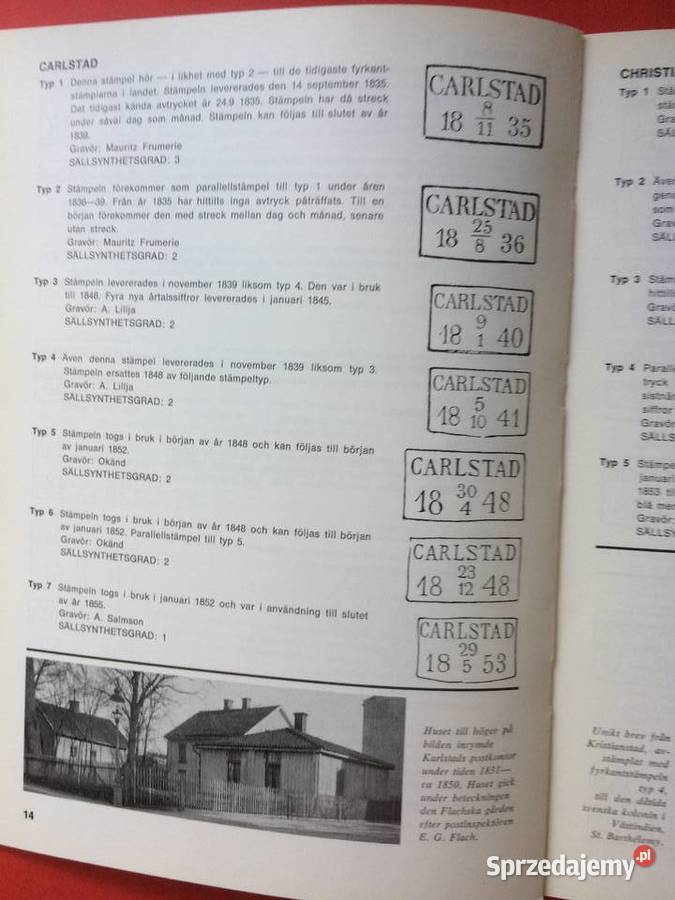 CARLSTAD
Typ 1 Denna stämpel hör — i likhet med typ 2 — till de tidigaste fyrkant-
stämplarna i landet. Stämpeln levererades den 14 september 1835.
Det tidigast kända avtrycket är 24.9 1835. Stämpeln har då streck
under såväl dag som månad. Stämpeln kan följas till slutet av år
1839.
Gravör: Mauritz Frumerie
SÄLLSYNTHETSGRAD: 3
CARLSTAD
18 8/11 35
Typ 2 Stämpeln förekommer som parallellstämpel till typ 1 under åren
1836—39. Från år 1835 har hittills inga avtryck påträffats. Till en
början förekommer den med streck mellan dag och månad, senare
utan streck.
Gravör: Mauritz Frumerie
SÄLLSYNTHETSGRAD: 2
CARLSTAD
18 25/8 36
Typ 3 Stämpeln levererades i november 1839 liksom typ 4. Den var i bruk
till 1848. Fyra nya årtalssiffror levererades i januari 1845.
Gravör: A. Lillja
SÄLLSYNTHETSGRAD: 2
CARLSTAD
18 9 1 40
Typ 4 Även denna stämpel levererades i november 1839 liksom typ 3.
Stämpeln ersattes 1848 av följande stämpeltyp.
Gravör: A. Lillja
SÄLLSYNTHETSGRAD: 2
CARLSTAD
18 5 10 41
Typ 5 Stämpeln togs i bruk i början av år 1848 och kan följas till början
av januari 1852.
Gravör: Okänd
SÄLLSYNTHETSGRAD: 2
CARLSTAD
18 30/4 48
Typ 6 Stämpeln togs i bruk i början av år 1848 och kan följas till början
av januari 1852. Parallellstämpel till typ 5.
Gravör: Okänd
SÄLLSYNTHETSGRAD: 2
CARLSTAD
18 23 12 48
Typ 7 Stämpeln togs i bruk i januari 1852 och var i användning till slutet
av år 1855.
Gravör: A. Salmson
SÄLLSYNTHETSGRAD: 1
CARLSTAD
18 29 5 53
Huset till höger på
bilden inrymde
Karlstads postkontor
under tiden 1831—
ca 1850. Huset gick
under beteckningen
den Flachska gården
efter postinspektören
E. G. Flach.
14
CHRISTI
Typ 1
Typ 2 Även
Typ 3
Typ 4
tryck
siffror
Gravör
SÄLLS
Typ 5
januari
1853 til
blå mer
Gravör:
SÄLLSY
Unikt brev från
Kristianstad, av-
stämplat med
fyrkantstämpeln
typ 4,
till den dåtida
svenska kolonin i
Västindien,
St. Barthélemy.
Sprzedajemy.pl